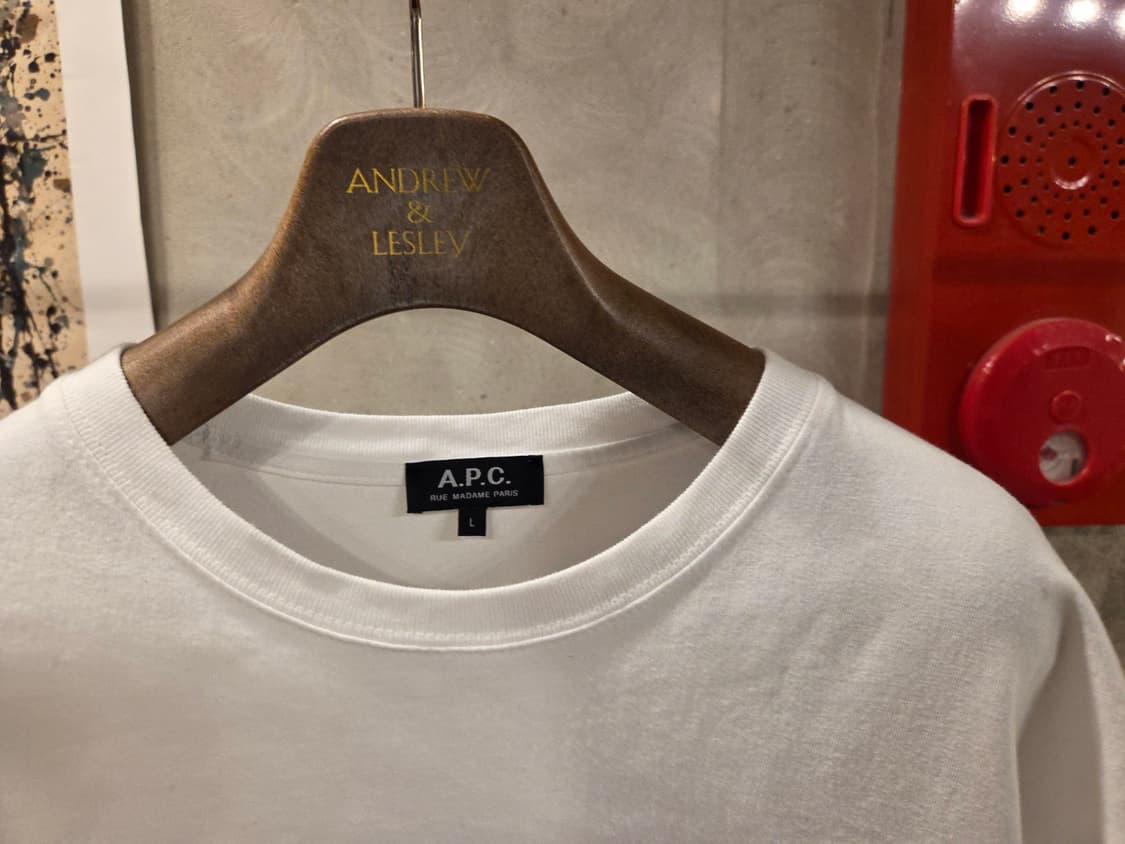 ANDREW
&
LESLEY
A.P.C.
RUE MADAME PARIS
L